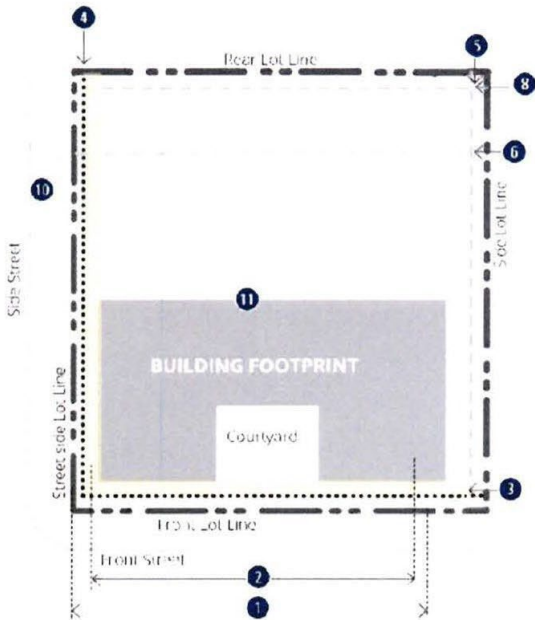 4
Rear Lot Line
5
8
6
10
Side Street
Side Lot Line
11
BUILDING FOOTPRINT
Courtyard
Street side Lot Line
3
Front Lot Line
Front Street
2
1